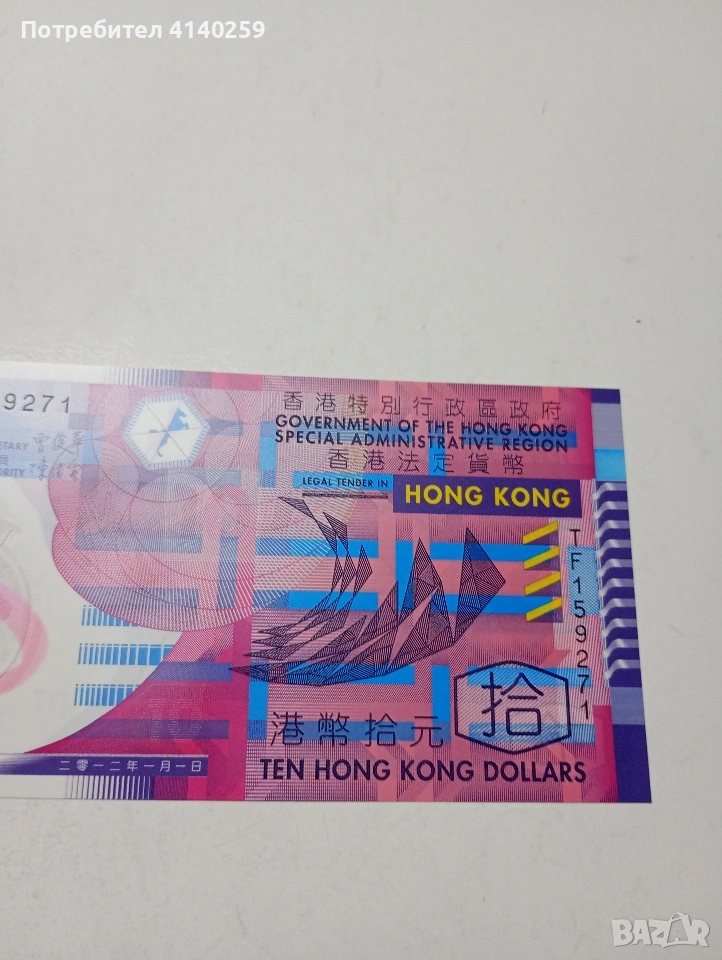 Потребител 4140259
9271
香港特別行政區政府
GOVERNMENT OF THE HONG KONG
SPECIAL ADMINISTRATIVE REGION
香港法定貨幣
LEGAL TENDER IN
HONG KONG
TF159271
拾
港幣拾元
TEN HONG KONG DOLLARS
二零一二年一月一日
BAZAR